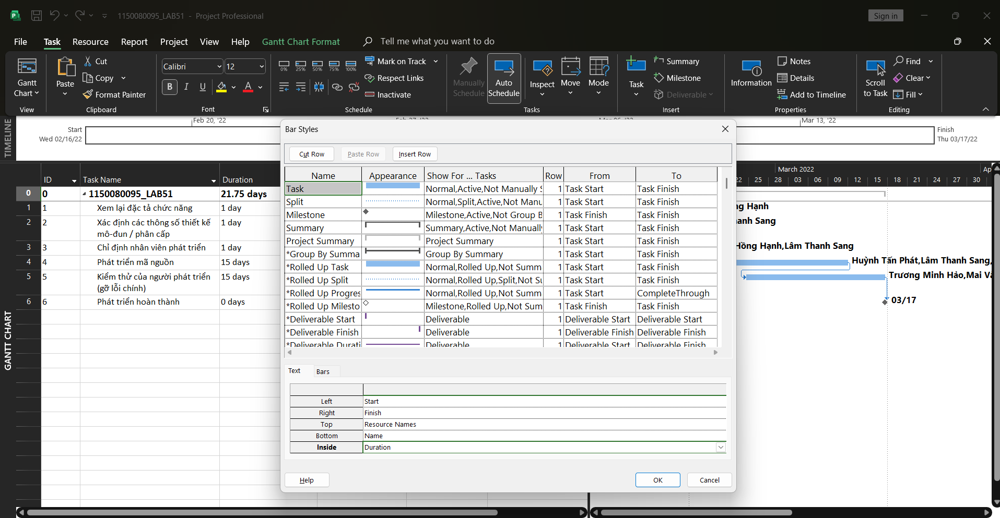 1150080095_LAB51 - Project Professional
Sign in
File Task Resource Report Project View Help Gantt Chart Format Tell me what you want to do
Gantt Chart
View
Paste
Cut
Copy
Format Painter
Clipboard
Calibri 12
B I U A
Font
0% 25% 50% 75% 100%
Mark on Track
Respect Links
Inactivate
Schedule
Manually Schedule
Auto Schedule
Inspect
Move
Mode
Tasks
Task
Summary
Milestone
Deliverable
Insert
Information
Notes
Details
Add to Timeline
Properties
Scroll to Task
Find
Clear
Fill
Editing
TIMELINE
Start
Wed 02/16/22
Feb 20, '22
Feb 27, '22
Mar 06, '22
Mar 13, '22
Finish
Thu 03/17/22
GANTT CHART
ID Task Name Duration
0 0 1150080095_LAB51 21.75 days
1 1 Xem lại đặc tả chức năng 1 day
2 2 Xác định các thông số thiết kế 1 day
mô-đun / phân cấp
3 3 Chỉ định nhân viên phát triển 1 day
4 4 Phát triển mã nguồn 15 days
5 5 Kiểm thử của người phát triển 15 days
(gỡ lỗi chính)
6 6 Phát triển hoàn thành 0 days
Bar Styles
Cut Row Paste Row Insert Row
Name Appearance Show For ... Tasks Row From To
Task Normal,Active,Not Manually 1 Task Start Task Finish
Split Normal,Split,Active,Not Manu 1 Task Start Task Finish
Milestone Milestone,Active,Not Group B 1 Task Finish Task Finish
Summary Summary,Active,Not Manuall 1 Task Start Task Finish
Project Summary Project Summary 1 Task Start Task Finish
*Group By Summa Group By Summary 1 Task Start Task Finish
*Rolled Up Task Normal,Rolled Up,Not Summ 1 Task Start Task Finish
*Rolled Up Split Normal,Rolled Up,Split,Not Su 1 Task Start Task Finish
*Rolled Up Progres Normal,Rolled Up,Not Summ 1 Task Start CompleteThrough
*Rolled Up Milesto Milestone,Rolled Up,Not Sum 1 Task Finish Task Finish
*Deliverable Start Deliverable 1 Deliverable Start Deliverable Start
*Deliverable Finish Deliverable 1 Deliverable Finish Deliverable Finish
*Deliverable Durati Deliverable 1 Deliverable Start Deliverable Finish
Text Bars
Left Start
Right Finish
Top Resource Names
Bottom Name
Inside Duration
Help OK Cancel
March 2022 Ap
22 25 28 03 06 09 12 15 18 21 24 27 30
ng Hạnh
anh Sang
Hồng Hạnh,Lâm Thanh Sang
Huỳnh Tấn Phát,Lâm Thanh Sang,
Trương Minh Hảo,Mai Vă
03/17